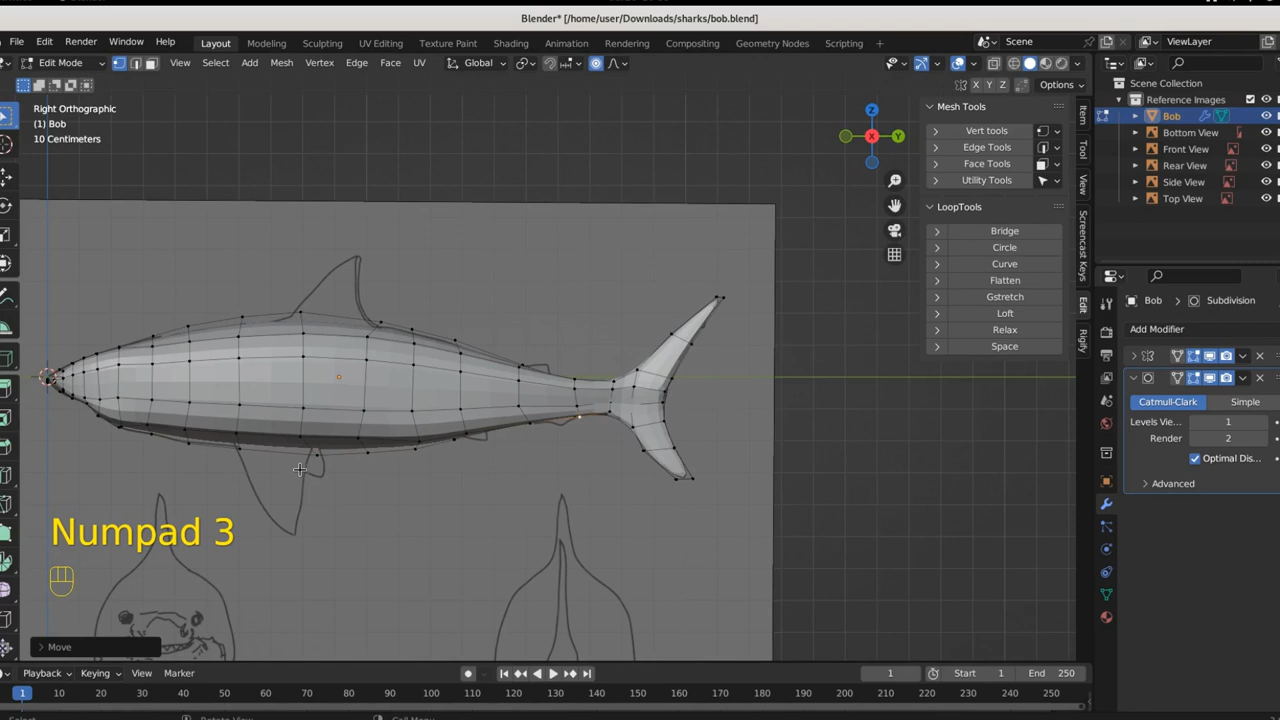 Blender* [/home/user/Downloads/sharks/bob.blend]
File Edit Render Window Help Layout Modeling Sculpting UV Editing Texture Paint Shading Animation Rendering Compositing Geometry Nodes Scripting + Scene ViewLayer
Edit Mode View Select Add Mesh Vertex Edge Face UV Global
X Y Z Options
Right Orthographic
(1) Bob
10 Centimeters
Z
Y
X
Mesh Tools
Vert tools
Edge Tools
Face Tools
Utility Tools
LoopTools
Bridge
Circle
Curve
Flatten
Gstretch
Loft
Relax
Space
Item
Tool
View
Screencast Keys
Edit
Rigify
Scene Collection
Reference Images
Bob
Bottom View
Front View
Rear View
Side View
Top View
Bob Subdivision
Add Modifier
Catmull-Clark Simple
Levels Vie... 1
Render 2
Optimal Dis...
Advanced
Numpad 3
Move
Playback Keying View Marker 1 Start 1 End 250
1 10 20 30 40 50 60 70 80 90 100 110 120 130 140 150 160 170 180 190 200 210 220 230 240 250